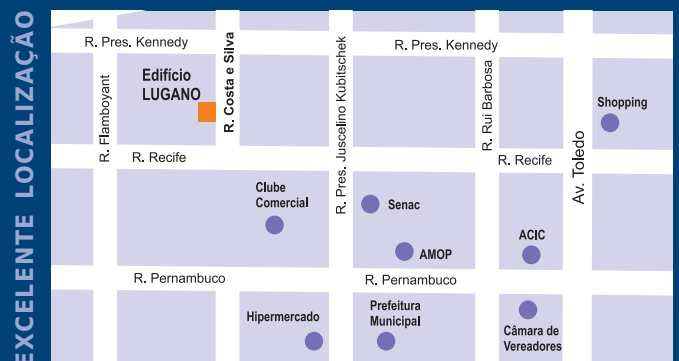 EXCELENTE LOCALIZAÇÃO
R. Pres. Kennedy
R. Pres. Kennedy
Edifício
LUGANO
R. Flamboyant
R. Costa e Silva
R. Pres. Juscelino Kubitschek
R. Rui Barbosa
Av. Toledo
Shopping
R. Recife
R. Recife
Clube
Comercial
Senac
AMOP
ACIC
R. Pernambuco
R. Pernambuco
Hipermercado
Prefeitura
Municipal
Câmara de
Vereadores